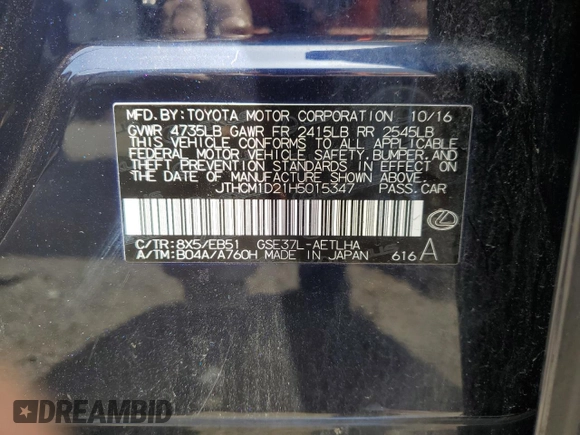 MFD. BY: TOYOTA MOTOR CORPORATION 10/16
GVWR 4735LB GAWR FR 2415LB RR 2545LB
THIS VEHICLE CONFORMS TO ALL APPLICABLE
FEDERAL MOTOR VEHICLE SAFETY, BUMPER, AND
THEFT PREVENTION STANDARDS IN EFFECT ON
THE DATE OF MANUFACTURE SHOWN ABOVE.
JTHCM1D21H5015347 PASS. CAR
C/TR: 8X5/EB51 GSE37L-AETLHA
A/TM: B04A/A760H MADE IN JAPAN 616 A
DREAMBID